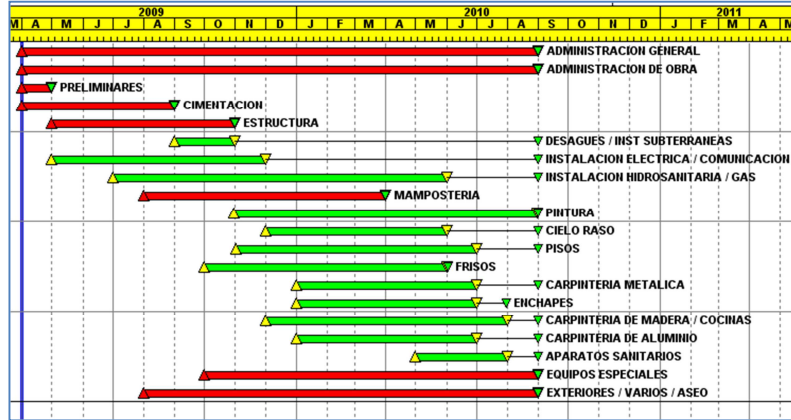 2009 2010 2011
M A M J J A S O N D J F M A M J J A S O N D J F M A M
ADMINISTRACION GENERAL
ADMINISTRACION DE OBRA
PRELIMINARES
CIMENTACION
ESTRUCTURA
DESAGUES / INST SUBTERRANEAS
INSTALACION ELECTRICA / COMUNICACION
INSTALACION HIDROSANITARIA / GAS
MAMPOSTERIA
PINTURA
CIELO RASO
PISOS
FRISOS
CARPINTERIA METALICA
ENCHAPES
CARPINTERIA DE MADERA / COCINAS
CARPINTERIA DE ALUMINIO
APARATOS SANITARIOS
EQUIPOS ESPECIALES
EXTERIORES / VARIOS / ASEO